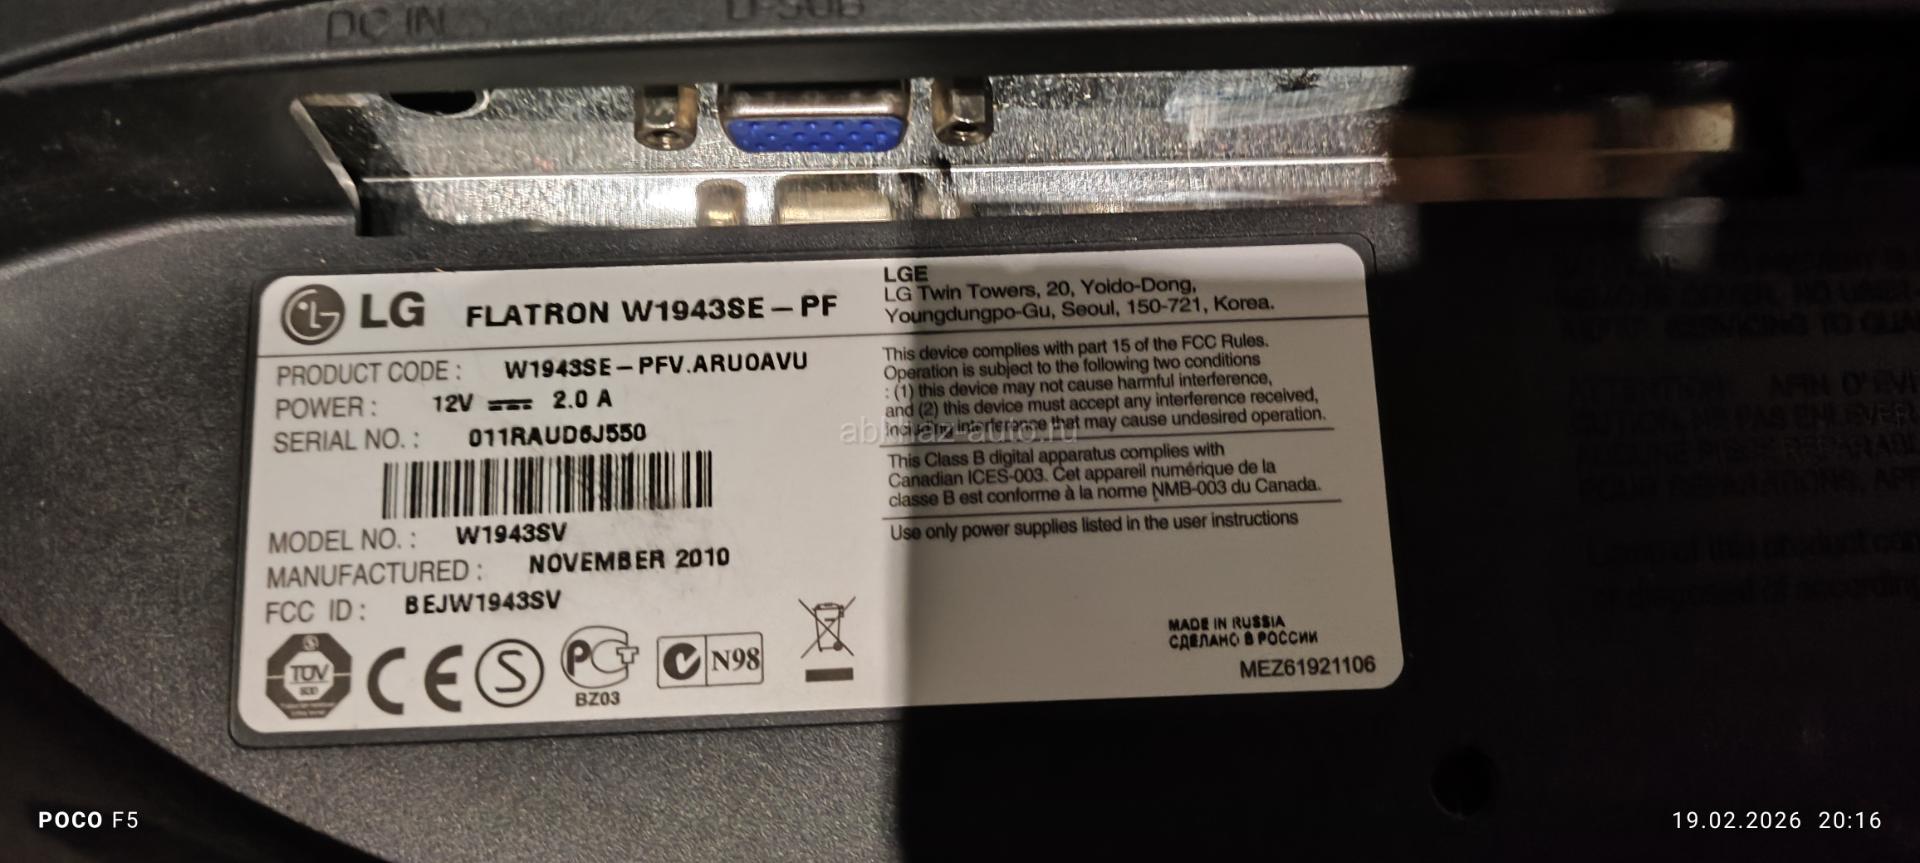 DC IN
D-SUB
LG FLATRON W1943SE-PF
PRODUCT CODE : W1943SE-PFV.ARU0AVU
POWER : 12V 2.0 A
SERIAL NO. : 011RAUD6J550
MODEL NO. : W1943SV
MANUFACTURED : NOVEMBER 2010
FCC ID : BEJW1943SV
TÜV
CE
S
PCT
BZ03
N98
LGE
LG Twin Towers, 20, Yoido-Dong,
Youngdungpo-Gu, Seoul, 150-721, Korea.
This device complies with part 15 of the FCC Rules.
Operation is subject to the following two conditions
: (1) this device may not cause harmful interference,
and (2) this device must accept any interference received,
including interference that may cause undesired operation.
This Class B digital apparatus complies with
Canadian ICES-003. Cet appareil numérique de la
classe B est conforme à la norme NMB-003 du Canada.
Use only power supplies listed in the user instructions
MADE IN RUSSIA
СДЕЛАНО В РОССИИ
MEZ61921106
POCO F5
19.02.2026 20:16